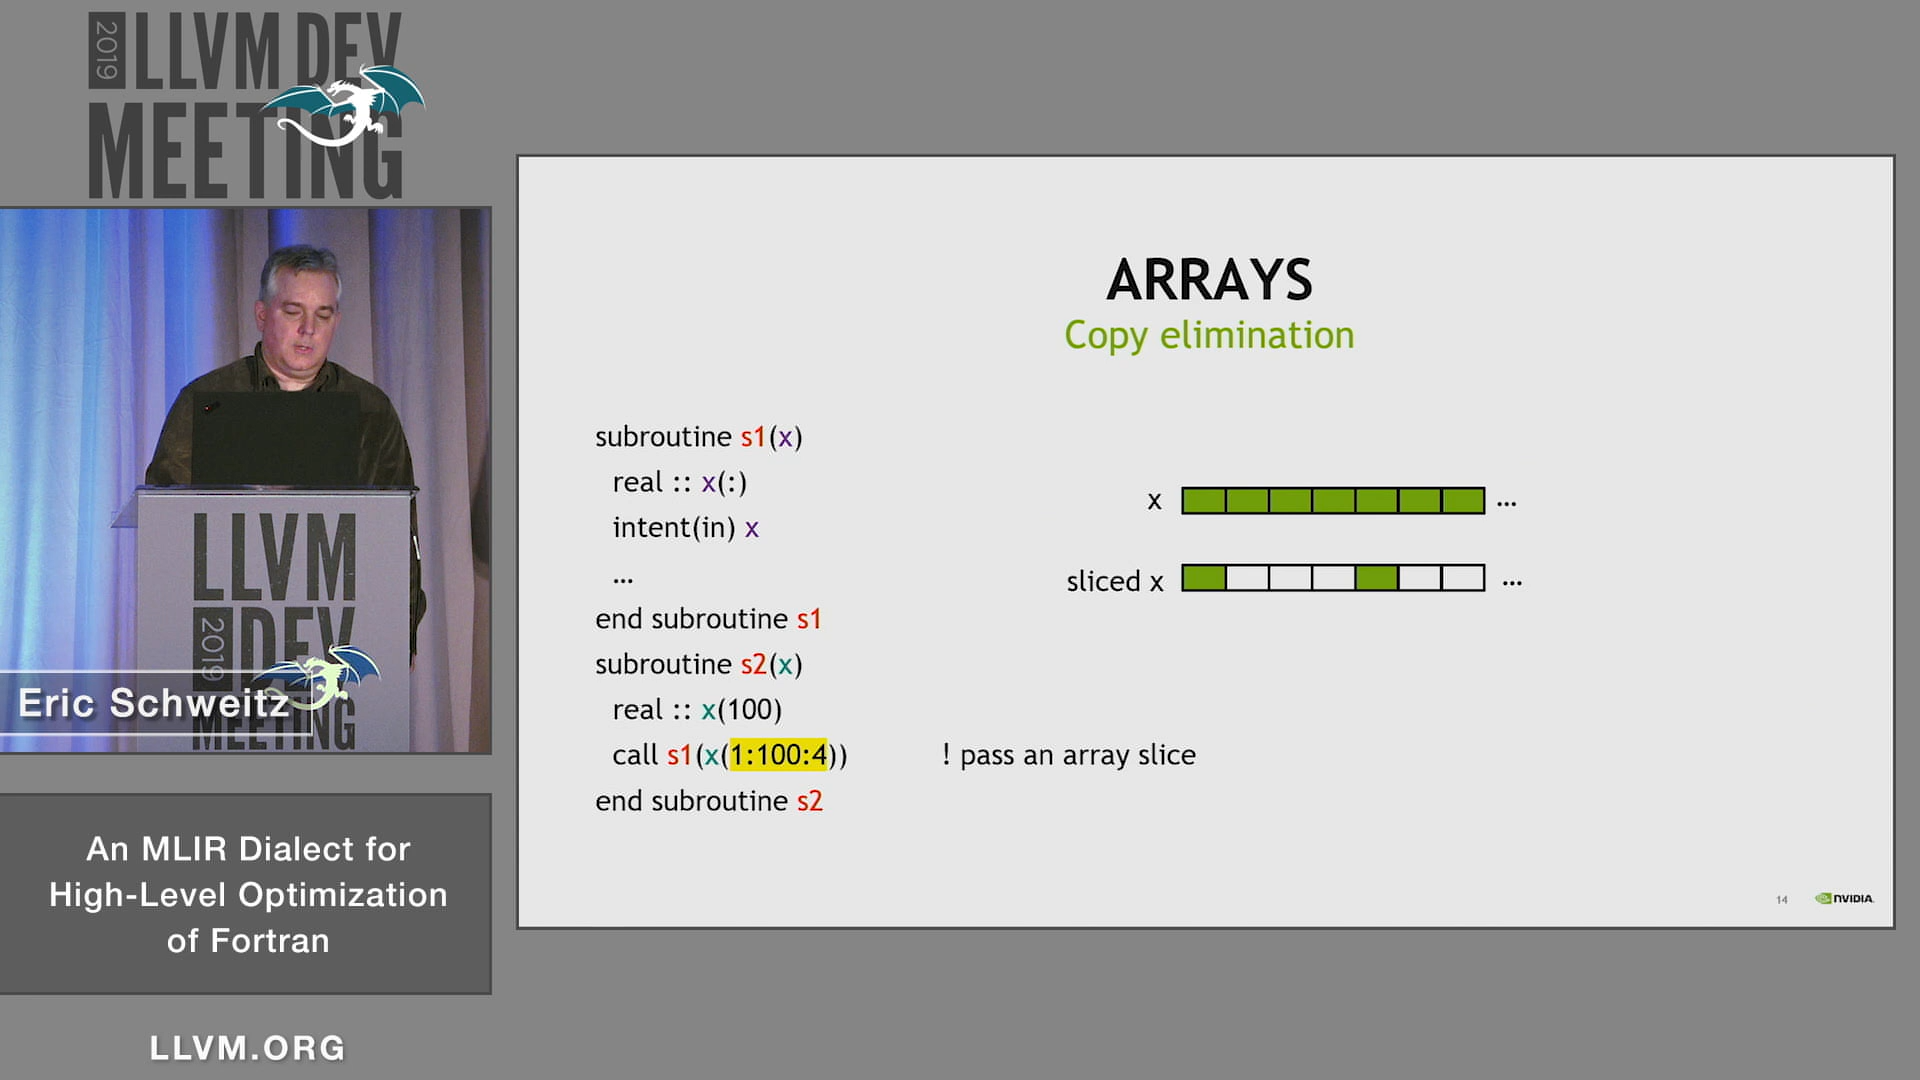 2019 LLVM DEV
MEETING
LLVM
2019 DEV
MEETING
Eric Schweitz
An MLIR Dialect for
High-Level Optimization
of Fortran
LLVM.ORG
ARRAYS
Copy elimination
subroutine s1(x)
real :: x(:)
intent(in) x
...
end subroutine s1
subroutine s2(x)
real :: x(100)
call s1(x(1:100:4)) ! pass an array slice
end subroutine s2
x ...
sliced x ...
14 NVIDIA.